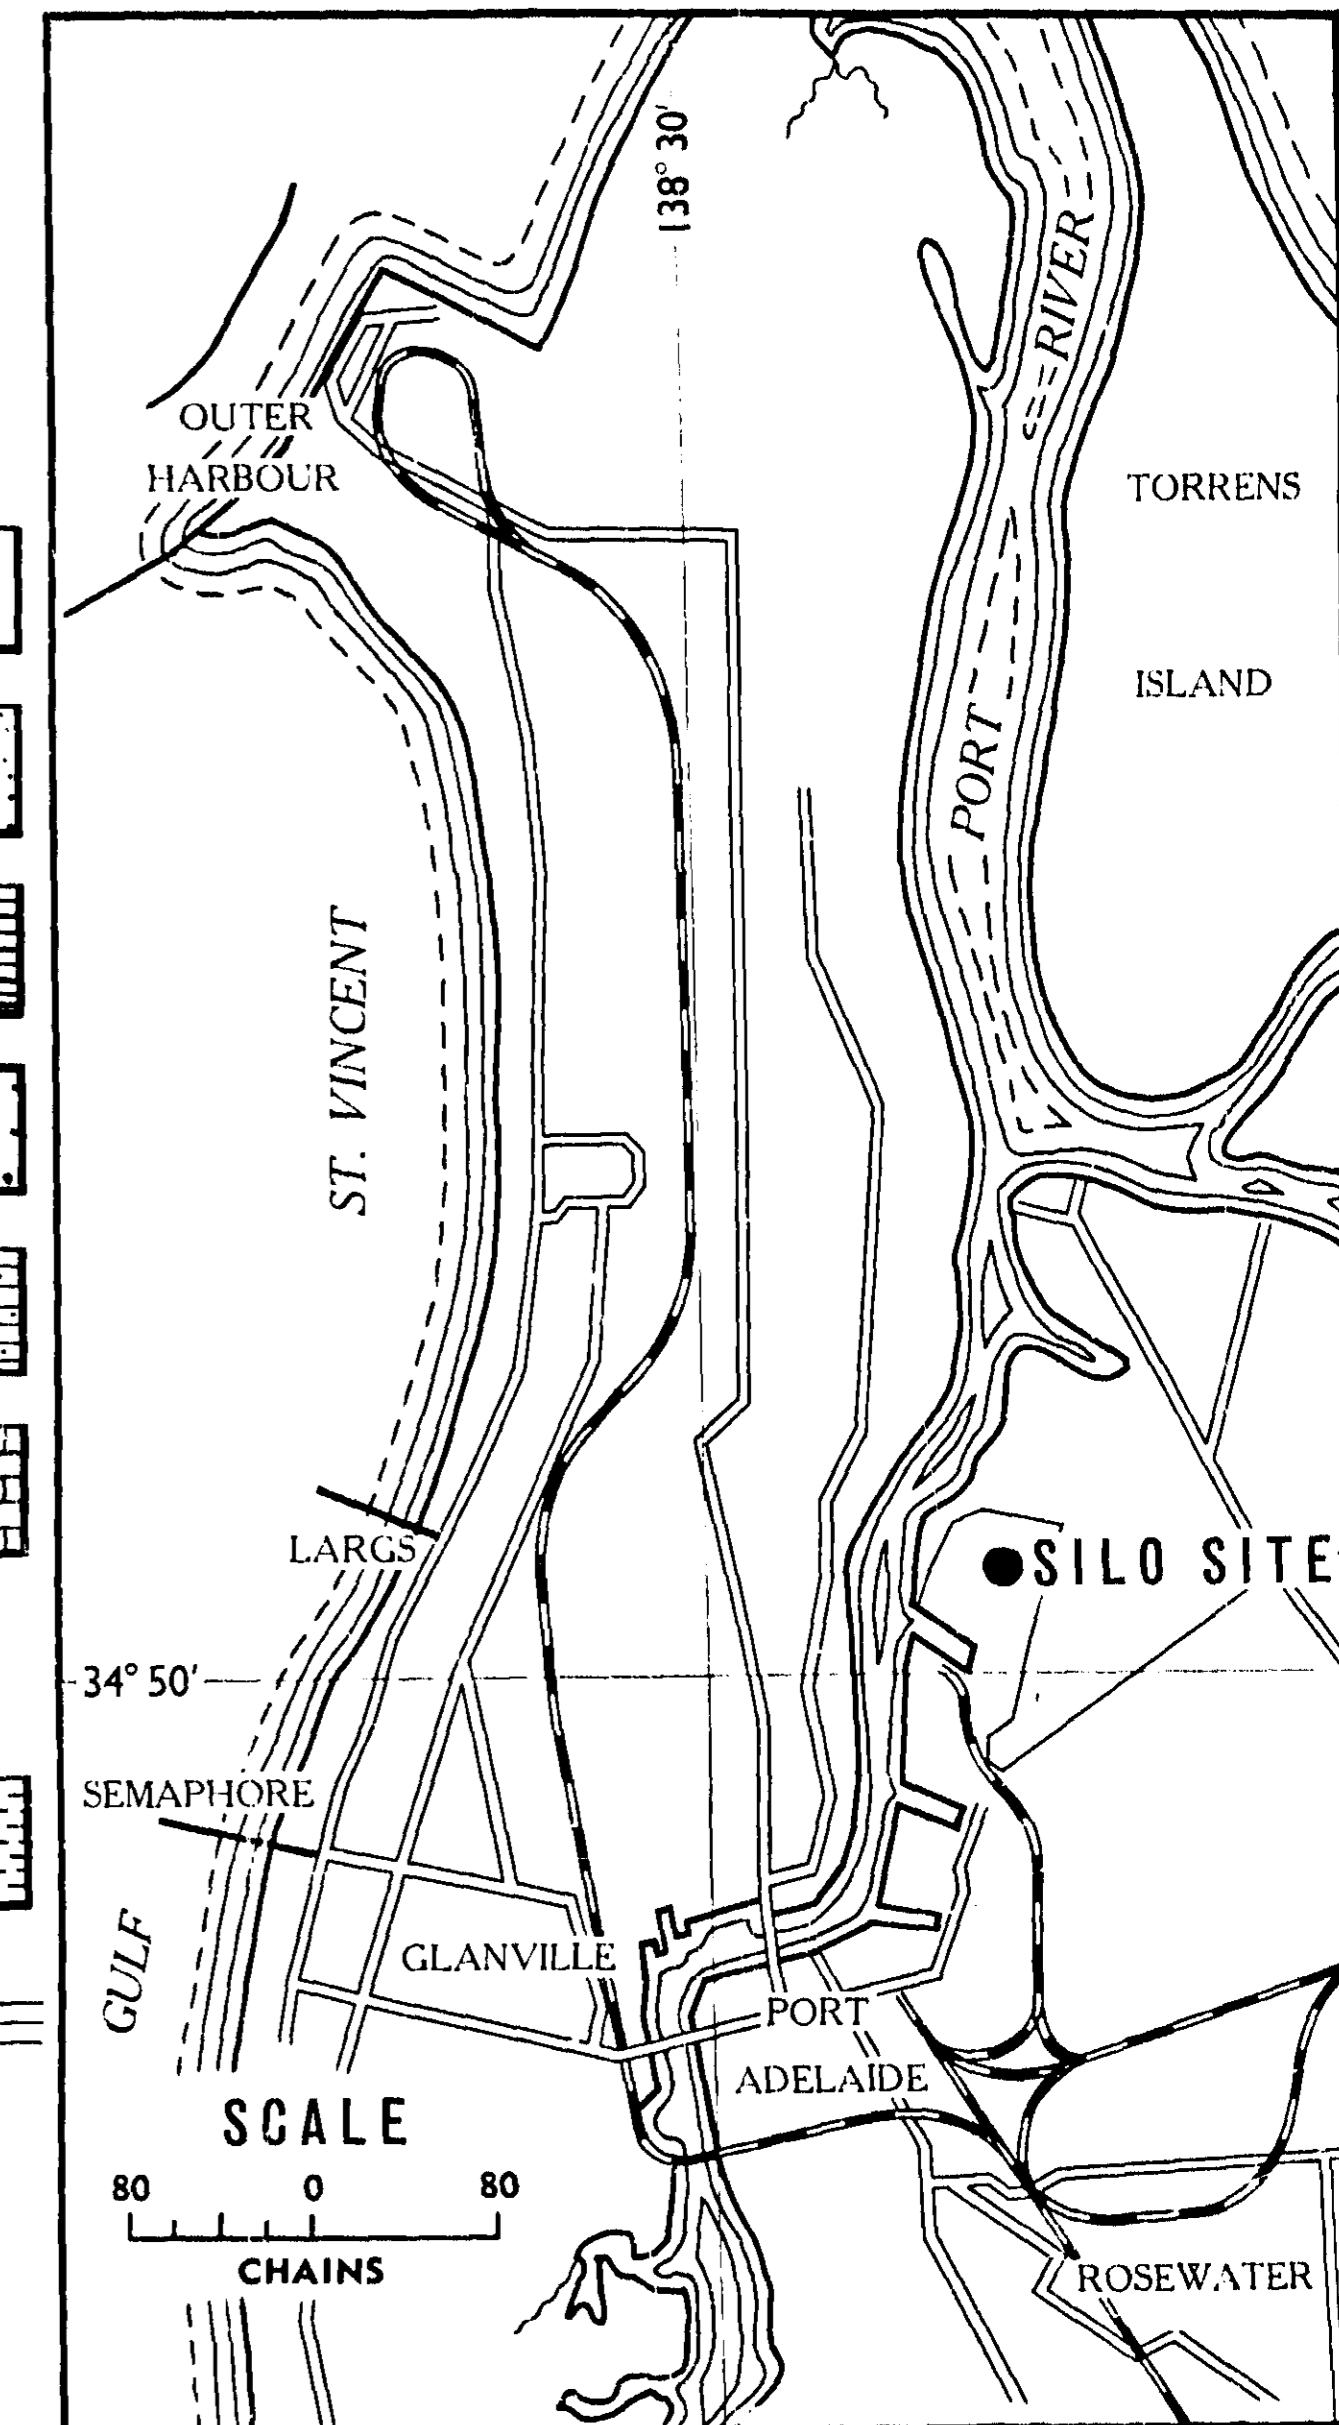 138° 30'
RIVER
OUTER
HARBOUR
TORRENS
ISLAND
PORT
ST. VINCENT
LARGS
SILO SITE
34° 50'
SEMAPHORE
GULF
GLANVILLE
PORT
ADELAIDE
SCALE
80 0 80
CHAINS
ROSEWATER